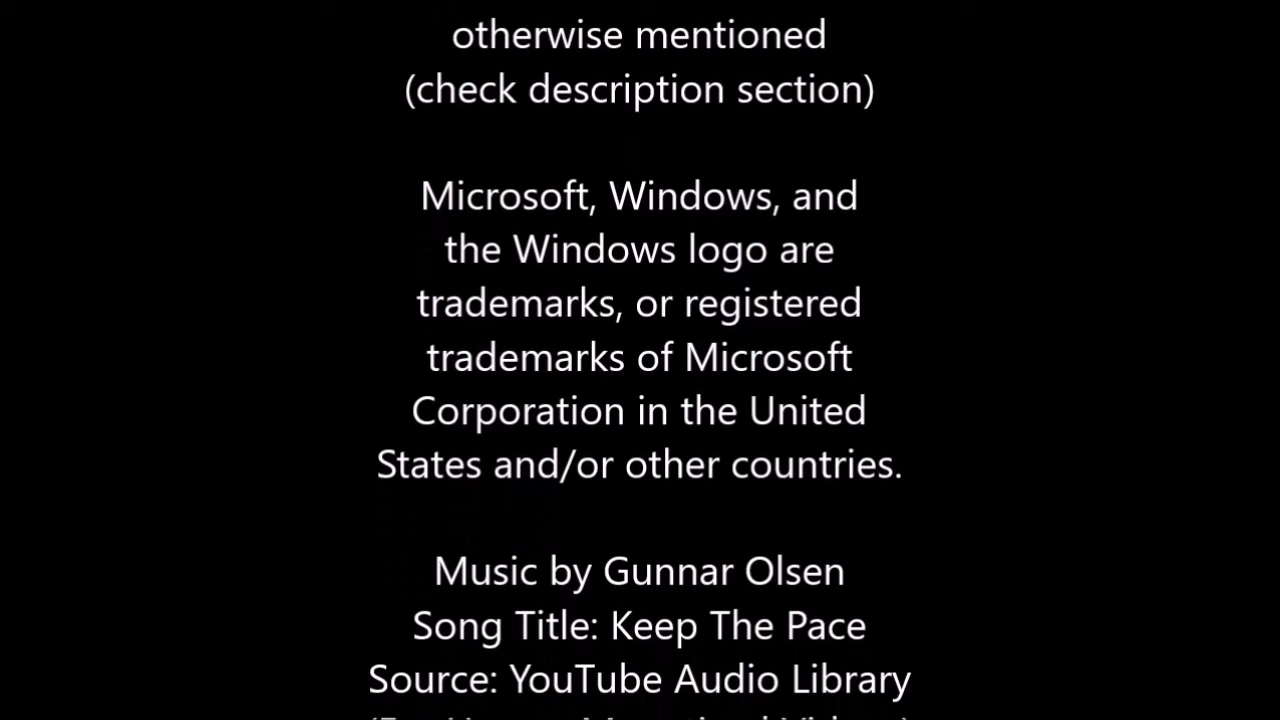 otherwise mentioned
(check description section)
Microsoft, Windows, and
the Windows logo are
trademarks, or registered
trademarks of Microsoft
Corporation in the United
States and/or other countries.
Music by Gunnar Olsen
Song Title: Keep The Pace
Source: YouTube Audio Library